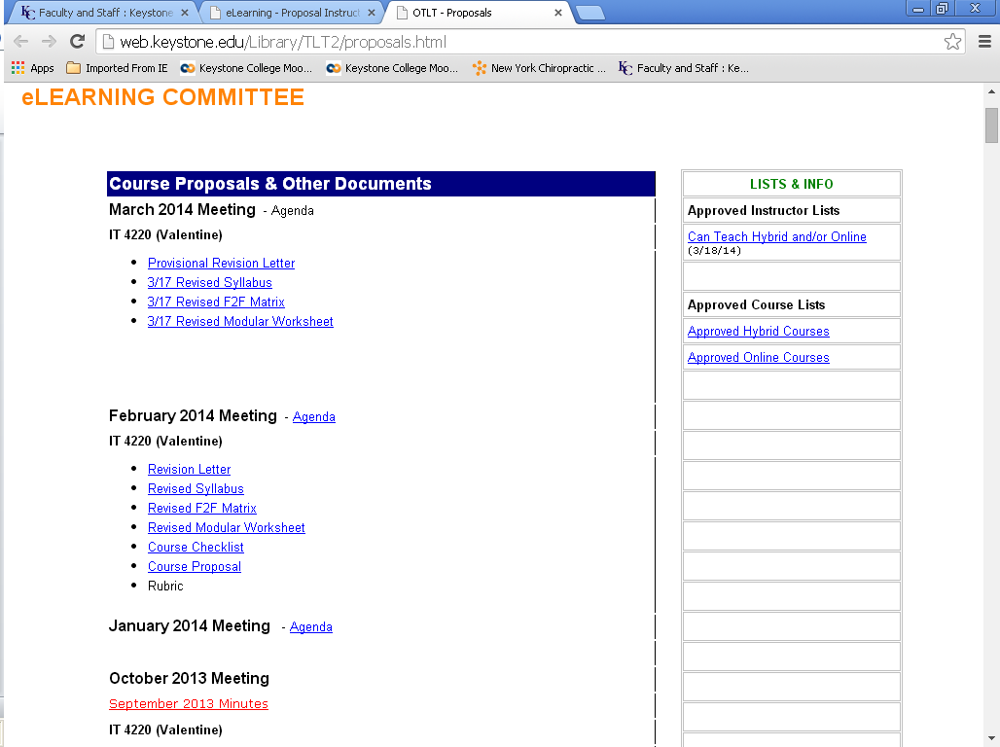 Faculty and Staff : Keystone
eLearning - Proposal Instruct
OTLT - Proposals
web.keystone.edu/Library/TLT2/proposals.html
Apps
Imported From IE
Keystone College Moo...
Keystone College Moo...
New York Chiropractic ...
Faculty and Staff : Ke...
eLEARNING COMMITTEE
Course Proposals & Other Documents
March 2014 Meeting - Agenda
IT 4220 (Valentine)
• Provisional Revision Letter
• 3/17 Revised Syllabus
• 3/17 Revised F2F Matrix
• 3/17 Revised Modular Worksheet
February 2014 Meeting - Agenda
IT 4220 (Valentine)
• Revision Letter
• Revised Syllabus
• Revised F2F Matrix
• Revised Modular Worksheet
• Course Checklist
• Course Proposal
• Rubric
January 2014 Meeting - Agenda
October 2013 Meeting
September 2013 Minutes
IT 4220 (Valentine)
LISTS & INFO
Approved Instructor Lists
Can Teach Hybrid and/or Online
(3/18/14)
Approved Course Lists
Approved Hybrid Courses
Approved Online Courses